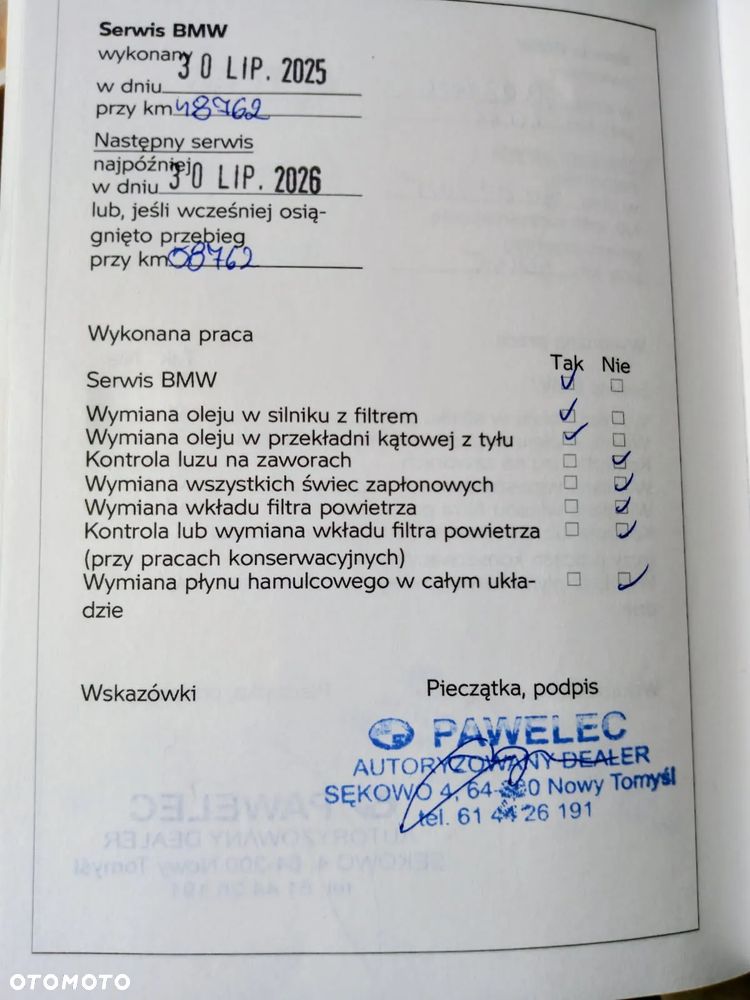 Serwis BMW
wykonany
w dniu 30 LIP. 2025
przy km 48762
Następny serwis
najpóźniej
w dniu 30 LIP. 2026
lub, jeśli wcześniej osią-
gnięto przebieg
przy km 58762
Wykonana praca
Tak Nie
Serwis BMW
Wymiana oleju w silniku z filtrem
Wymiana oleju w przekładni kątowej z tyłu
Kontrola luzu na zaworach
Wymiana wszystkich świec zapłonowych
Wymiana wkładu filtra powietrza
Kontrola lub wymiana wkładu filtra powietrza
(przy pracach konserwacyjnych)
Wymiana płynu hamulcowego w całym ukła-
dzie
Wskazówki
Pieczątka, podpis
PAWELEC
AUTORYZOWANY DEALER
SĘKOWO 4, 64-300 Nowy Tomyśl
tel. 61 44 26 191
OTOMOTO